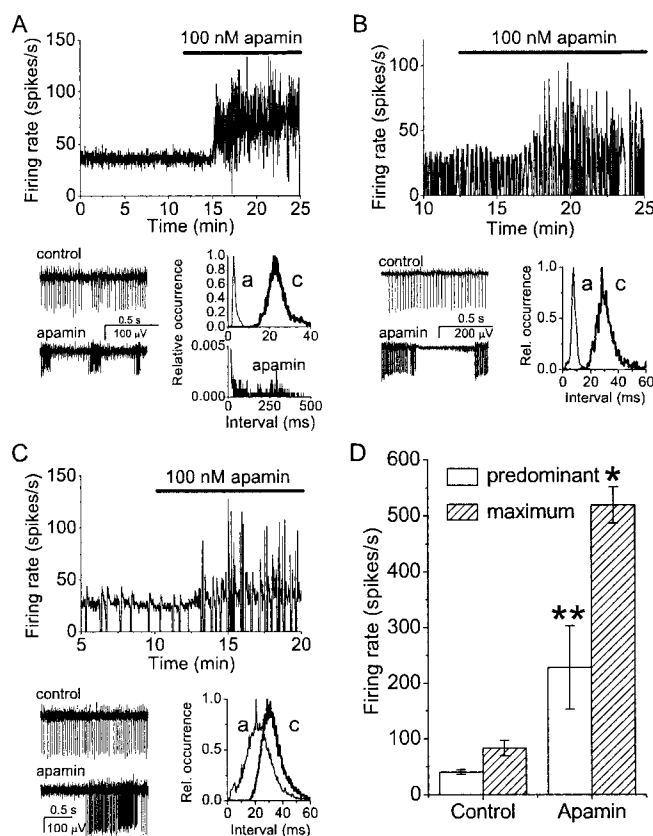 A
100 nM apamin
Firing rate (spikes/s)
150
100
50
0
0 5 10 15 20 25
Time (min)
control
apamin
0.5 s
100 µV
Relative occurrence
1.0
0.8
0.6
0.4
0.2
0.0
a
c
0 20 40
0.005
0.000
apamin
0 250 500
Interval (ms)
B
100 nM apamin
Firing rate (spikes/s)
100
50
0
10 15 20 25
Time (min)
control
apamin
0.5 s
200 µV
Rel. occurrence
1.0
0.5
0.0
a
c
0 20 40 60
Interval (ms)
C
100 nM apamin
Firing rate (spikes/s)
150
100
50
0
5 10 15 20
Time (min)
control
apamin
0.5 s
100 µV
Rel. occurrence
1.0
0.5
0.0
a
c
0 20 40 60
Interval (ms)
D
Firing rate (spikes/s)
600
500
400
300
200
100
0
predominant
maximum
*
**
Control Apamin